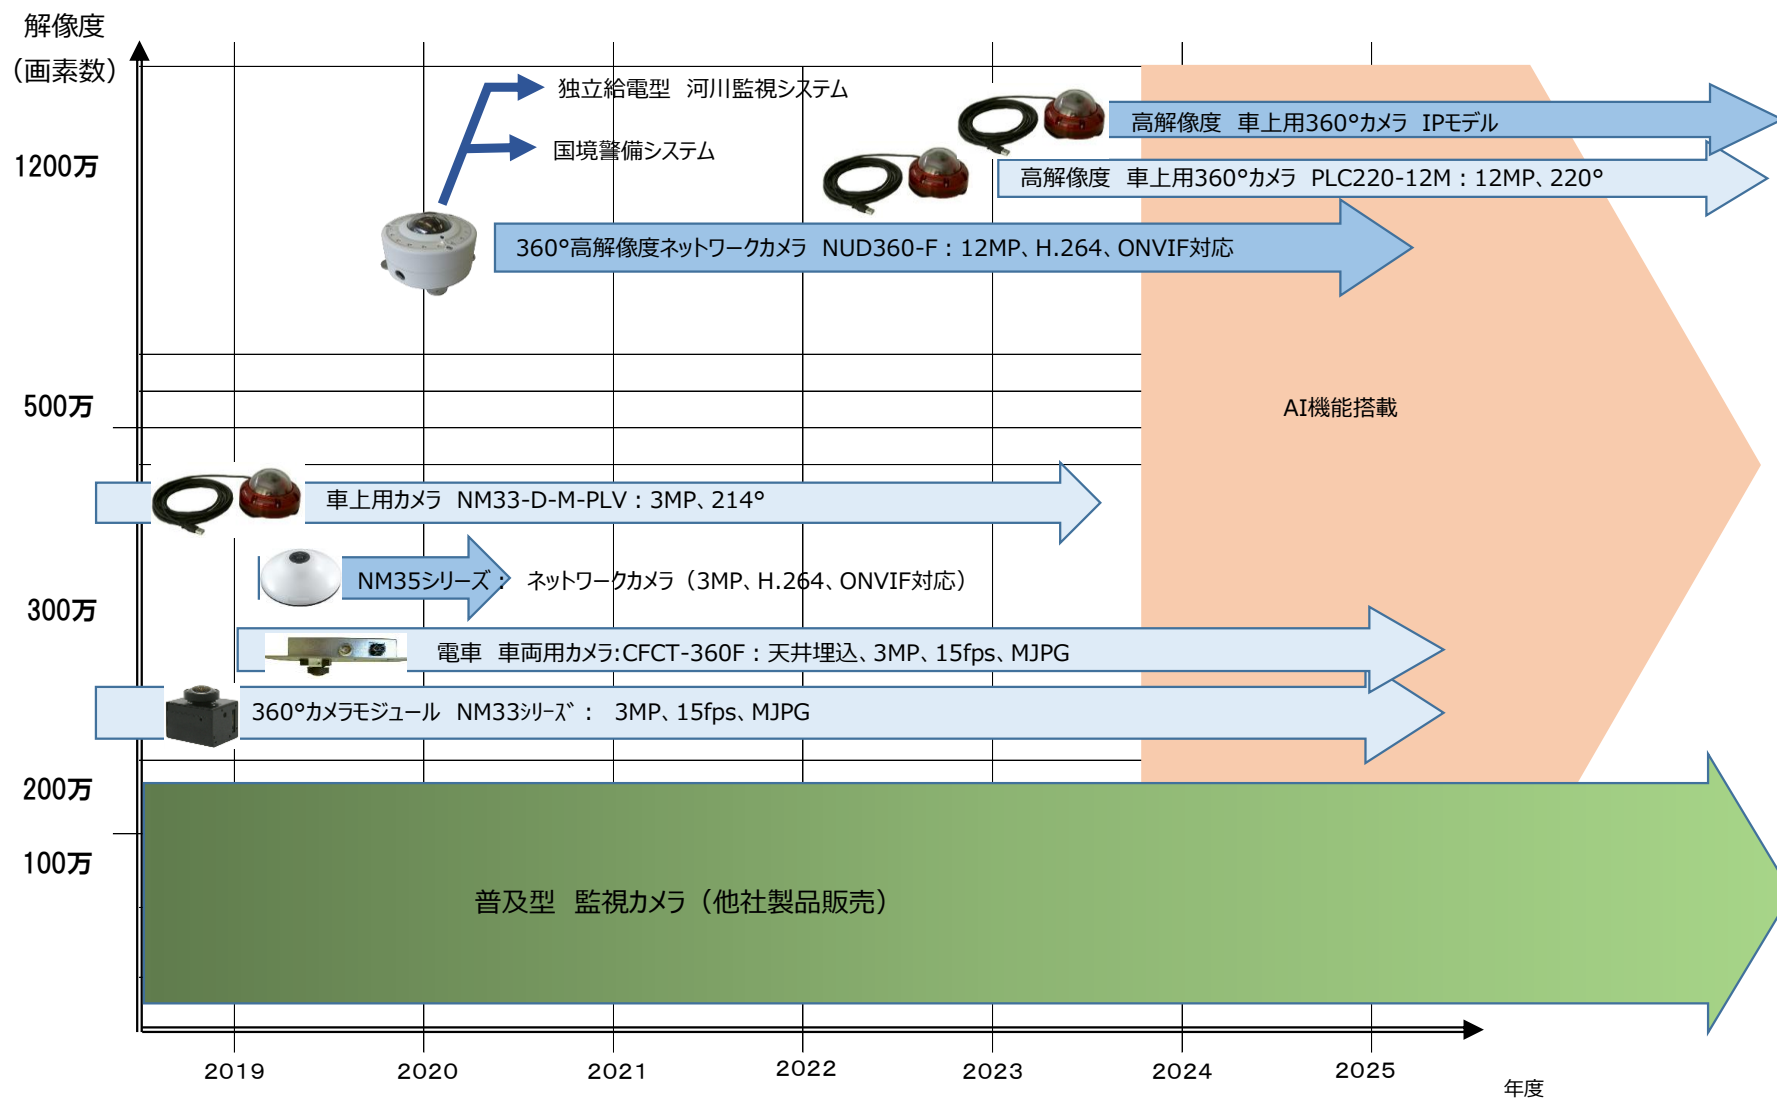 解像度
（画素数）
独立給電型　河川監視システム
高解像度　車上用360°カメラ　IPモデル
国境警備システム
1200万
高解像度　車上用360°カメラ　PLC220-12M：12MP、220°
360°高解像度ネットワークカメラ　NUD360-F：12MP、H.264、ONVIF対応
500万
AI機能搭載
車上用カメラ　NM33-D-M-PLV：3MP、214°
NM35シリーズ：　ネットワークカメラ（3MP、H.264、ONVIF対応）
300万
電車　車両用カメラ:CFCT-360F：天井埋込、3MP、15fps、MJPG
360°カメラモジュール　NM33ｼﾘｰｽﾞ：　3MP、15fps、MJPG
200万
100万
普及型　監視カメラ（他社製品販売）
2019
2020
2021
2022
2023
2024
2025
年度